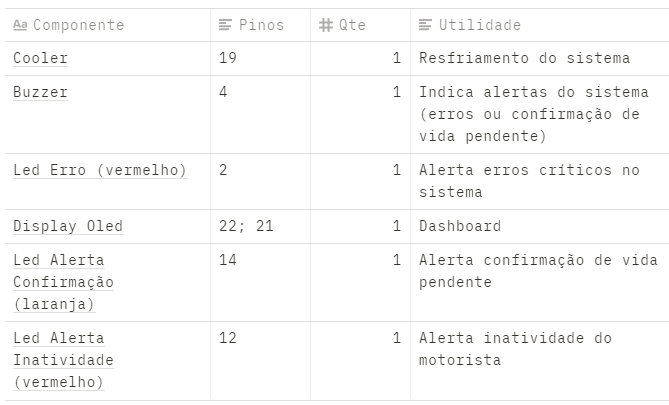 Aa Componente Pinos # Qte Utilidade
Cooler 19 1 Resfriamento do sistema
Buzzer 4 1 Indica alertas do sistema
(erros ou confirmação de
vida pendente)
Led Erro (vermelho) 2 1 Alerta erros críticos no
sistema
Display Oled 22; 21 1 Dashboard
Led Alerta 14 1 Alerta confirmação de vida
Confirmação pendente
(laranja)
Led Alerta 12 1 Alerta inatividade do
Inatividade motorista
(vermelho)